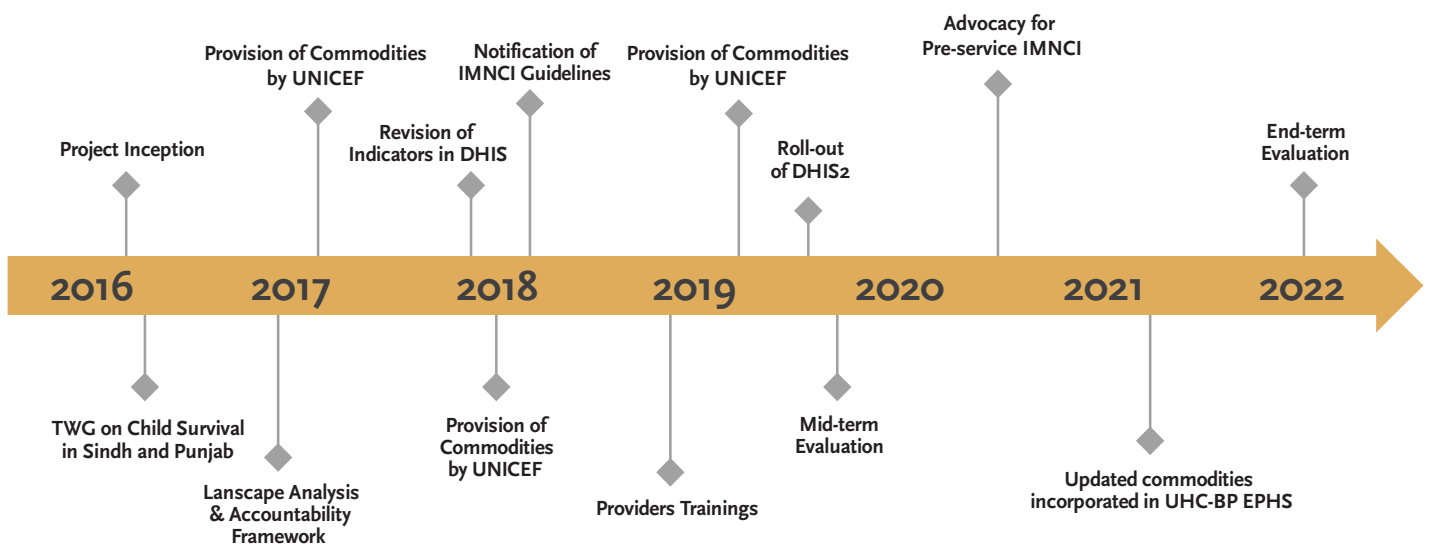 Advocacy for
Pre-service IMNCI
Provision of Commodities
by UNICEF
Notification of
IMNCI Guidelines
Provision of Commodities
by UNICEF
Project Inception
Revision of
Indicators in DHIS
Roll-out
of DHIS2
End-term
Evaluation
2016
2017
2018
2019
2020
2021
2022
TWG on Child Survival
in Sindh and Punjab
Lanscape Analysis
& Accountability
Framework
Provision of
Commodities
by UNICEF
Providers Trainings
Mid-term
Evaluation
Updated commodities
incorporated in UHC-BP EPHS